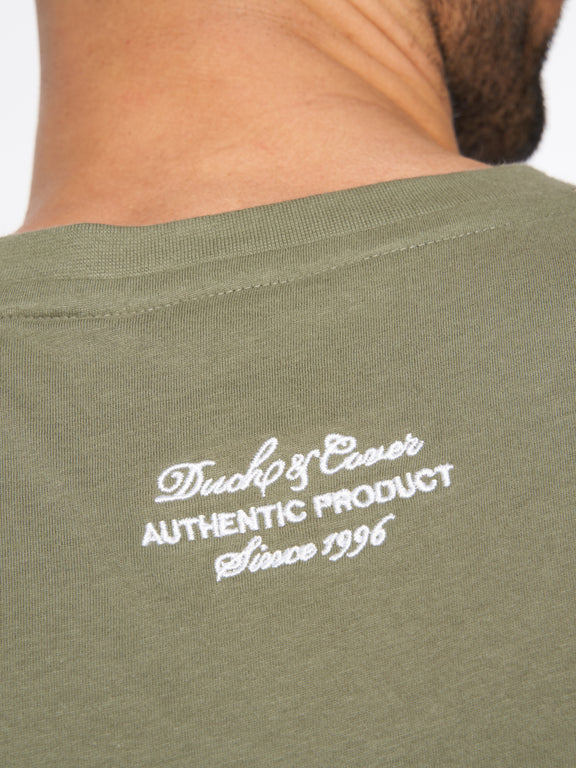 Duck & Cover
AUTHENTIC PRODUCT
Since 1996